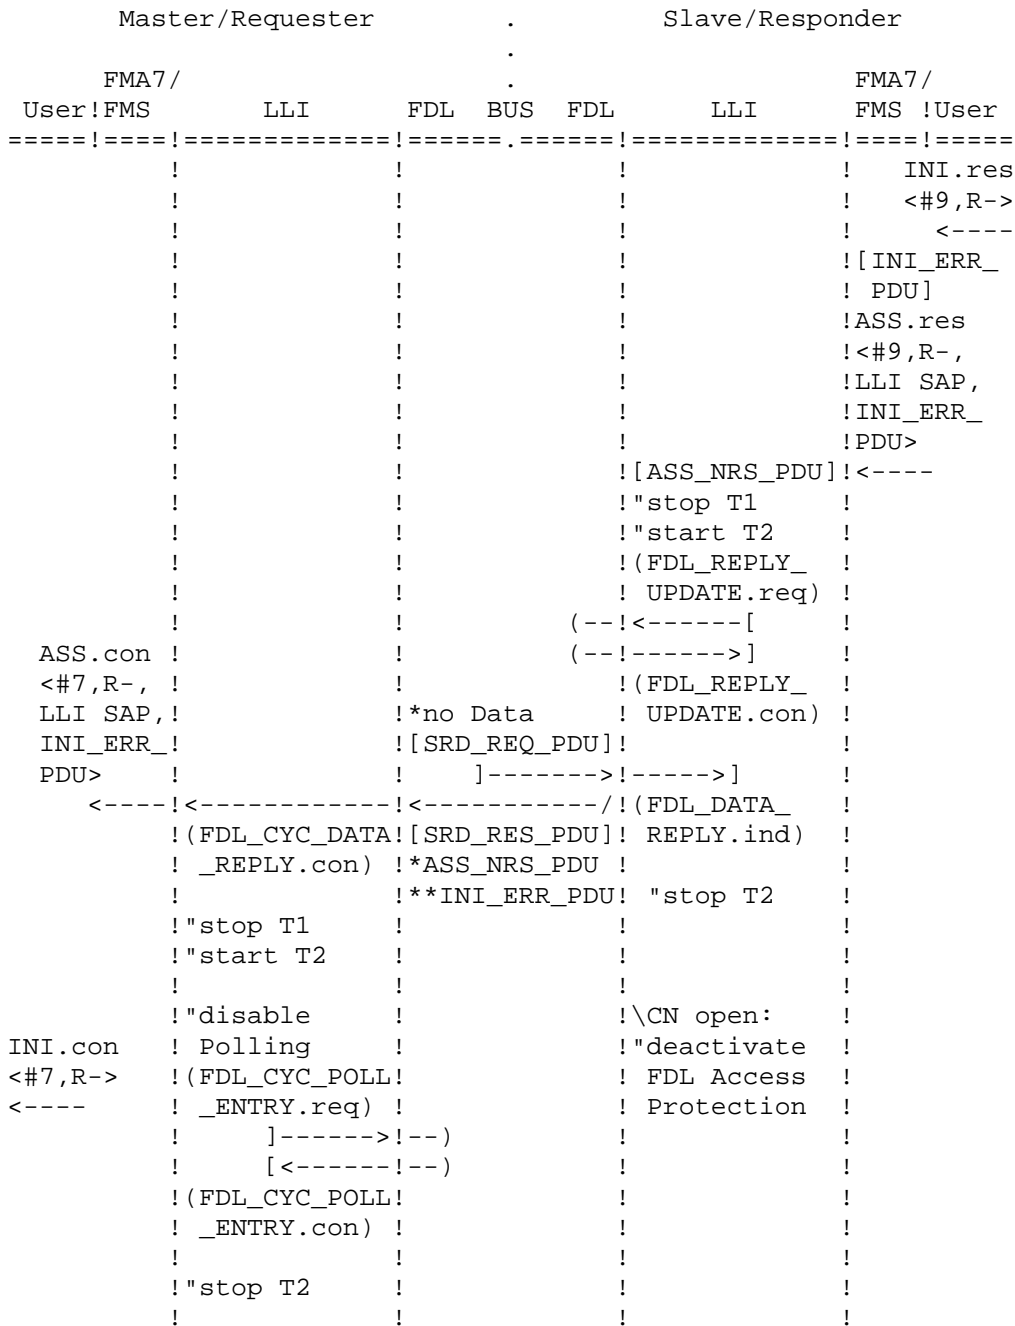 Master/Requester         .         Slave/Responder
                                .
      FMA7/                     .                      FMA7/
 User!FMS       LLI      FDL   BUS  FDL      LLI       FMS !User
=====!====!=============!======.======!=============!====!=====
          !             !             !             !   INI.res
          !             !             !             !   <#9,R->
          !             !             !             !     <----
          !             !             !             ![INI_ERR_
          !             !             !             ! PDU]
          !             !             !             !ASS.res
          !             !             !             !<#9,R-,
          !             !             !             !LLI SAP,
          !             !             !             !INI_ERR_
          !             !             !             !PDU>
          !             !             ![ASS_NRS_PDU]!<----
          !             !             !"stop T1     !
          !             !             !"start T2    !
          !             !             !(FDL_REPLY_  !
          !             !             ! UPDATE.req) !
          !             !          (--!<------[     !
  ASS.con !             !          (--!------>]     !
  <#7,R-, !             !             !(FDL_REPLY_  !
  LLI SAP,!             !*no Data     ! UPDATE.con) !
  INI_ERR_!             ![SRD_REQ_PDU]!             !
  PDU>    !             !    ]------->!----->]      !
     <----!<------------!<-----------/!(FDL_DATA_   !
          !(FDL_CYC_DATA![SRD_RES_PDU]! REPLY.ind)  !
          ! _REPLY.con) !*ASS_NRS_PDU !             !
          !             !**INI_ERR_PDU! "stop T2    !
          !"stop T1     !             !             !
          !"start T2    !             !             !
          !             !             !             !
          !"disable     !             !\CN open:    !
INI.con   ! Polling     !             !"deactivate  !
<#7,R->   !(FDL_CYC_POLL!             ! FDL Access  !
<----     ! _ENTRY.req) !             ! Protection  !
          !     ]------>!--)          !             !
          !     [<------!--)          !             !
          !(FDL_CYC_POLL!             !             !
          ! _ENTRY.con) !             !             !
          !             !             !             !
          !"stop T2     !             !             !
          !             !             !             !